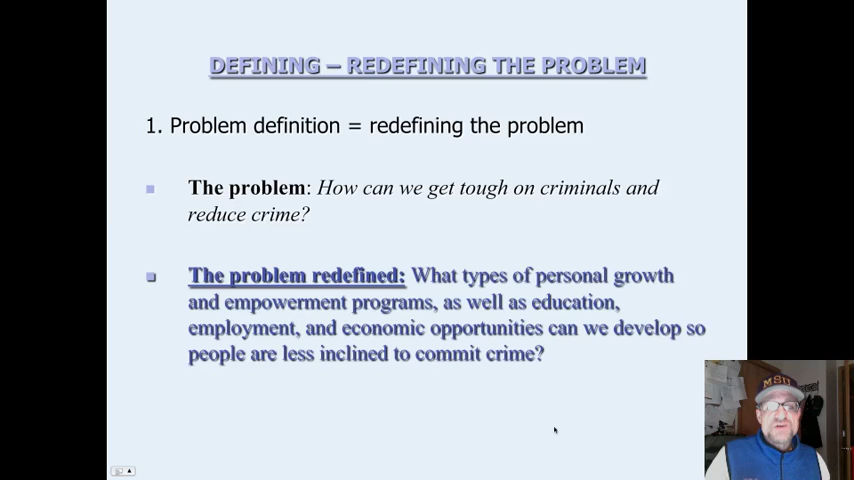 DEFINING – REDEFINING THE PROBLEM
1. Problem definition = redefining the problem
The problem: How can we get tough on criminals and
reduce crime?
The problem redefined: What types of personal growth
and empowerment programs, as well as education,
employment, and economic opportunities can we develop so
people are less inclined to commit crime?
MSU